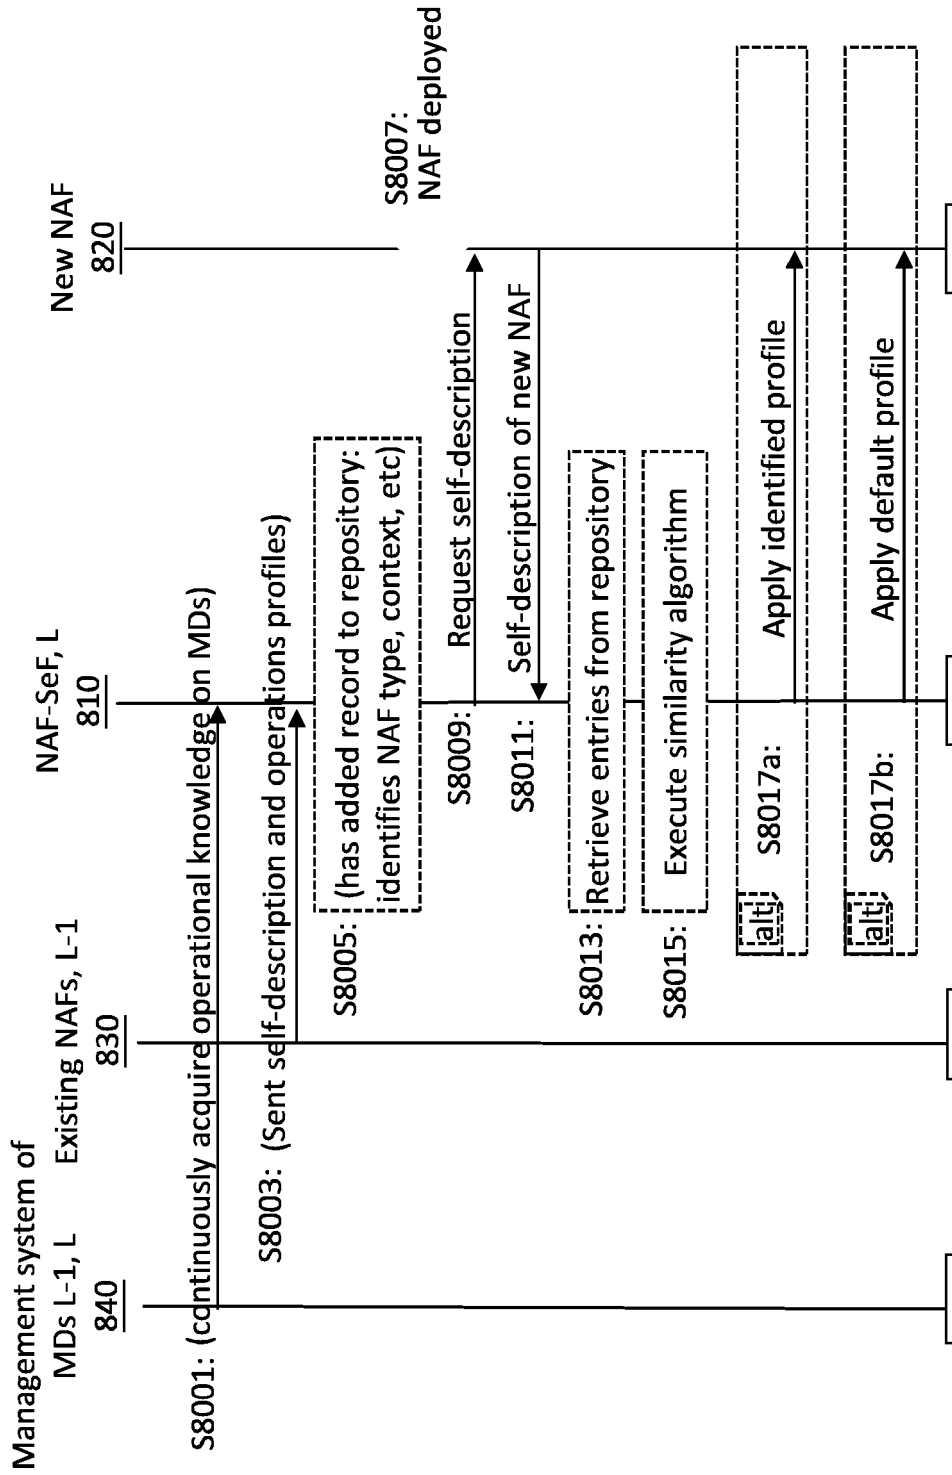 Management system of
MDs L-1, L
840
Existing NAFs, L-1
830
NAF-SeF, L
810
New NAF
820
S8001: (continuously acquire operational knowledge on MDs)
S8003: (Sent self-description and operations profiles)
S8005:
(has added record to repository:
identifies NAF type, context, etc)
S8007:
NAF deployed
S8009:
Request self-description
S8011:
Self-description of new NAF
S8013:
Retrieve entries from repository
S8015:
Execute similarity algorithm
alt
S8017a:
Apply identified profile
alt
S8017b:
Apply default profile